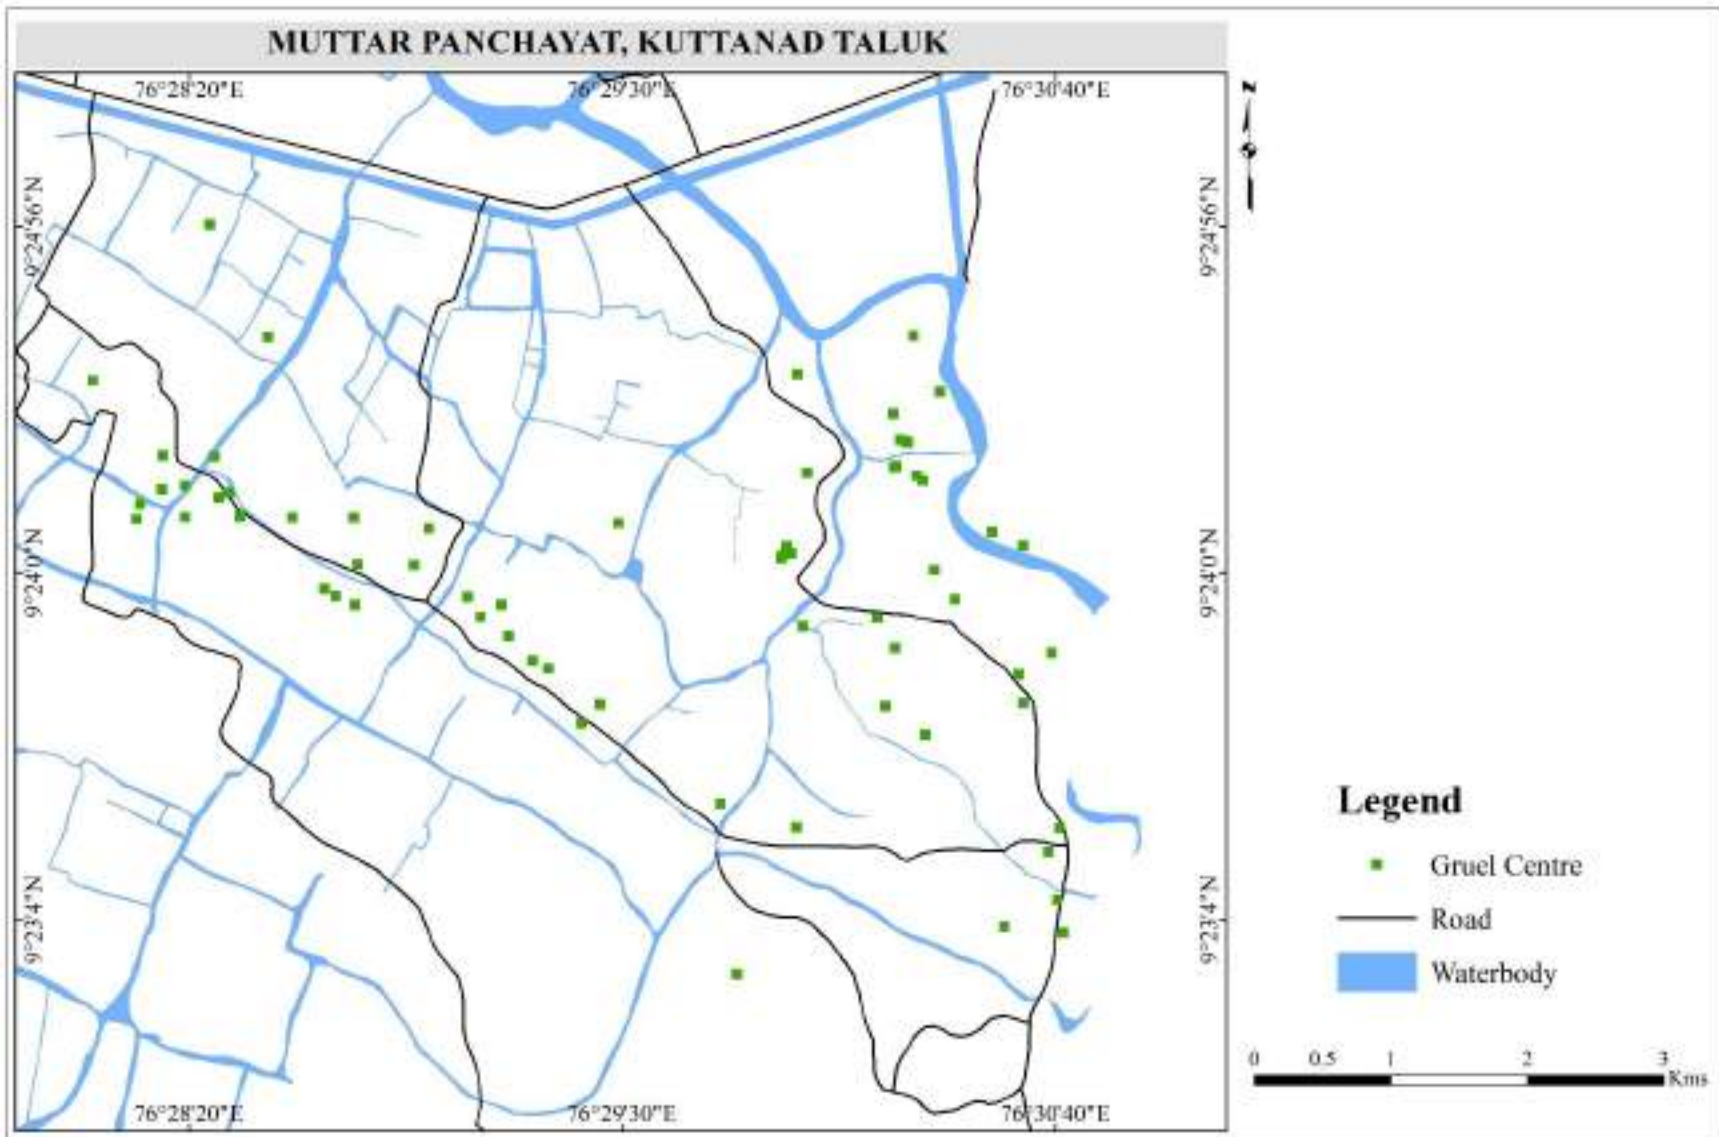 MUTTAR PANCHAYAT, KUTTANAD TALUK
76°28'20"E 76°29'30"E 76°30'40"E
N
9°24'56"N 9°24'56"N
9°24'0"N 9°24'0"N
Legend
Gruel Centre
9°23'4"N Road 9°23'4"N
Waterbody
0 0.5 1 2 3
Kms
76°28'20"E 76°29'30"E 76°30'40"E